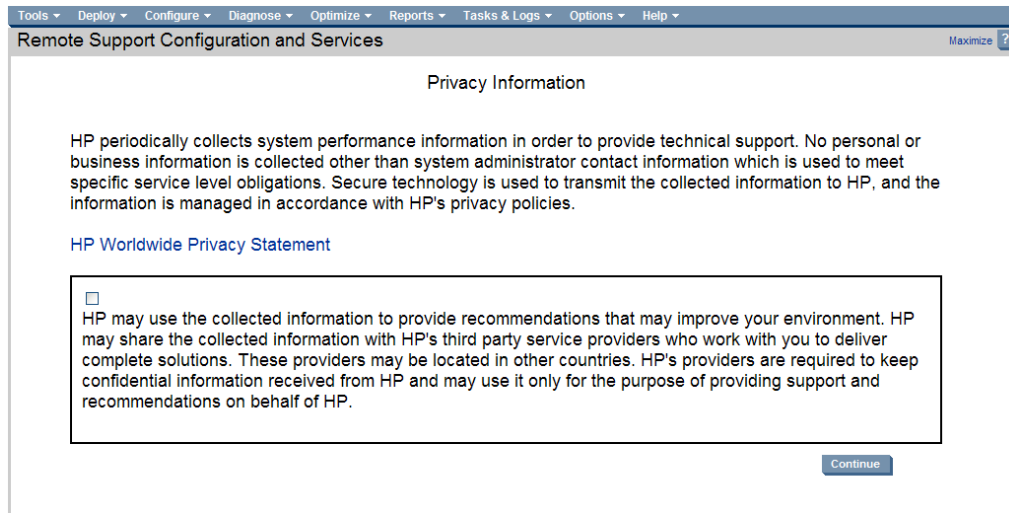 Tools Deploy Configure Diagnose Optimize Reports Tasks & Logs Options Help
Remote Support Configuration and Services
Maximize ?
Privacy Information
HP periodically collects system performance information in order to provide technical support. No personal or
business information is collected other than system administrator contact information which is used to meet
specific service level obligations. Secure technology is used to transmit the collected information to HP, and the
information is managed in accordance with HP's privacy policies.
HP Worldwide Privacy Statement
HP may use the collected information to provide recommendations that may improve your environment. HP
may share the collected information with HP's third party service providers who work with you to deliver
complete solutions. These providers may be located in other countries. HP's providers are required to keep
confidential information received from HP and may use it only for the purpose of providing support and
recommendations on behalf of HP.
Continue